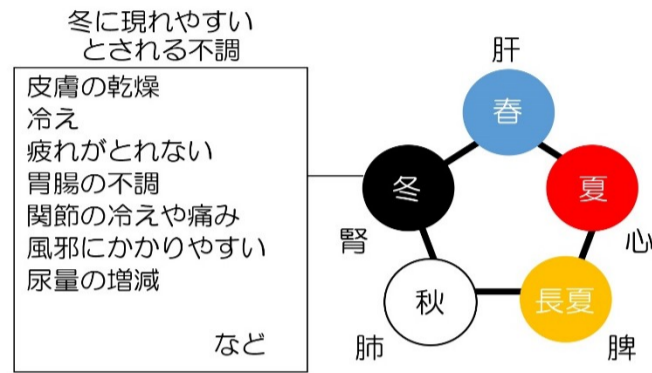 冬に現れやすい
とされる不調
皮膚の乾燥
冷え
疲れがとれない
胃腸の不調
関節の冷えや痛み
風邪にかかりやすい
尿量の増減
など
肝
春
冬
夏
腎
心
秋
長夏
肺
脾